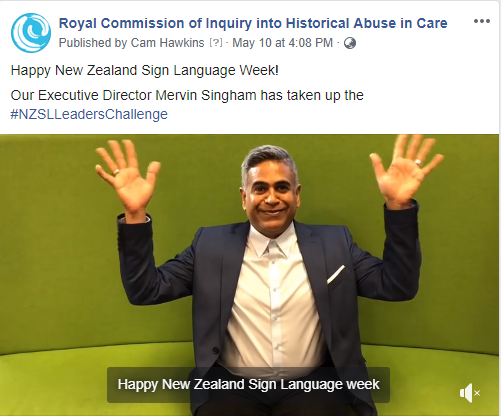 Royal Commission of Inquiry into Historical Abuse in Care
Published by Cam Hawkins [?] · May 10 at 4:08 PM ·
Happy New Zealand Sign Language Week!
Our Executive Director Mervin Singham has taken up the
#NZSLLeadersChallenge
Happy New Zealand Sign Language week